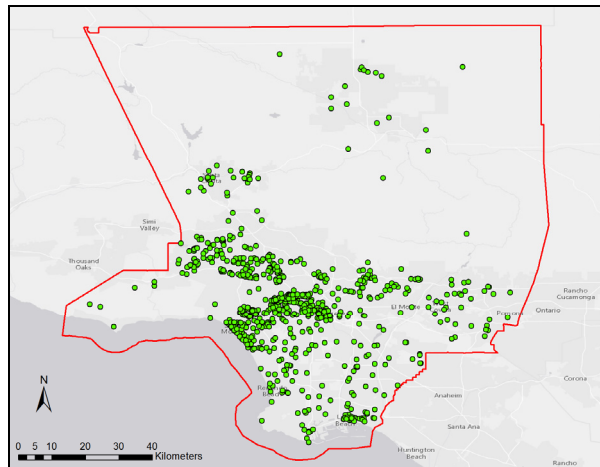 Simi
Valley
Thousand
Oaks
El Monte
Pomona
Rancho
Cucamonga
Ontario
Corona
Anaheim
Santa Ana
Huntington
Beach
Rancho
Beach
N
0 5 10 20 30 40
Kilometers